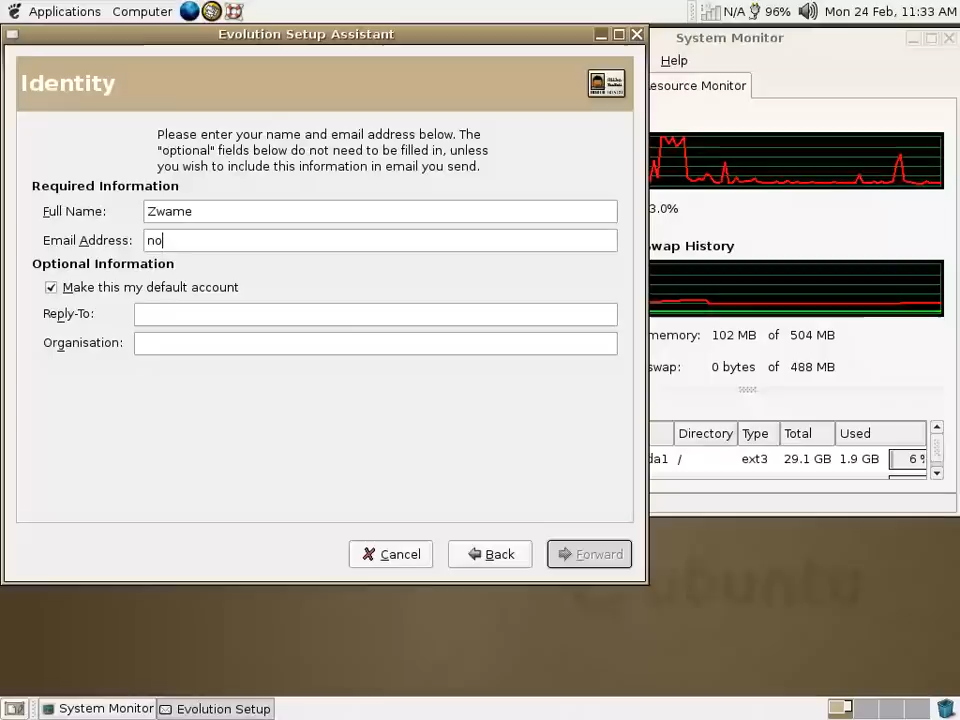 Applications Computer N/A 96% Mon 24 Feb, 11:33 AM
Evolution Setup Assistant
Identity
Please enter your name and email address below. The
"optional" fields below do not need to be filled in, unless
you wish to include this information in email you send.
Required Information
Full Name: Zwame
Email Address: no
Optional Information
Make this my default account
Reply-To:
Organisation:
Cancel Back Forward
System Monitor
Help
esource Monitor
3.0%
swap History
memory: 102 MB of 504 MB
swap: 0 bytes of 488 MB
Directory Type Total Used
da1 / ext3 29.1 GB 1.9 GB 6 %
ubuntu
System Monitor Evolution Setup